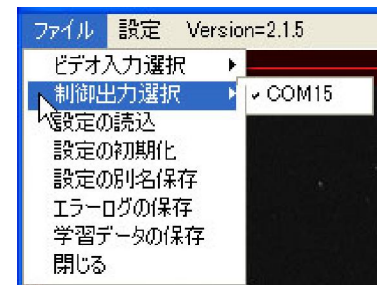 ファイル 設定 Version=2.1.5
ビデオ入力選択
制御出力選択 COM15
設定の読込
設定の初期化
設定の別名保存
エラーログの保存
学習データの保存
閉じる